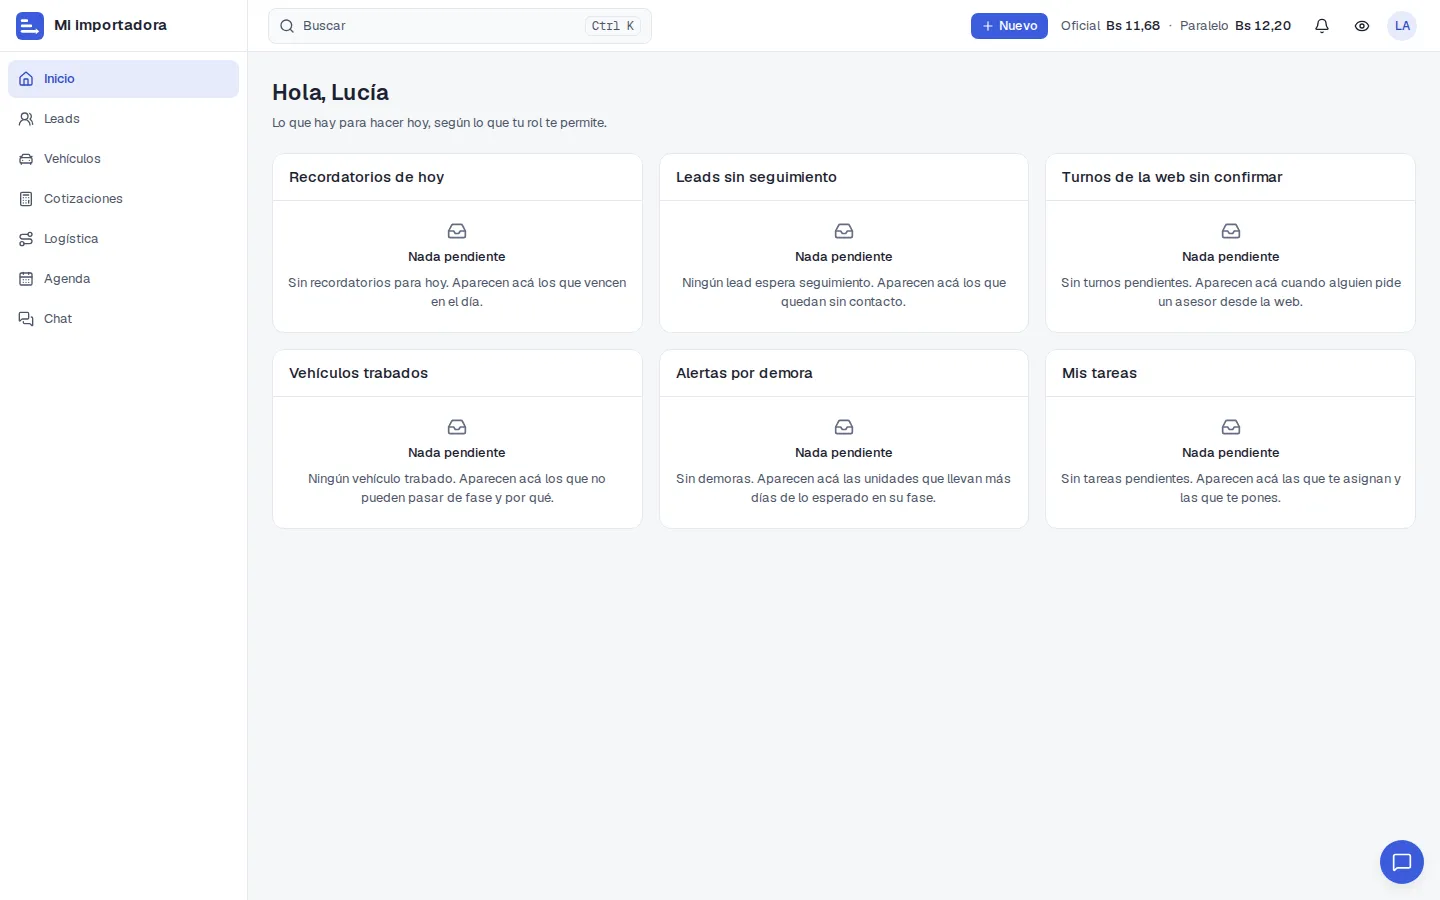 Mi Importadora
Buscar
Ctrl K
Nuevo
Oficial Bs 11,68 · Paralelo Bs 12,20
LA
Inicio
Leads
Vehículos
Cotizaciones
Logística
Agenda
Chat
Hola, Lucía
Lo que hay para hacer hoy, según lo que tu rol te permite.
Recordatorios de hoy
Nada pendiente
Sin recordatorios para hoy. Aparecen acá los que vencen
en el día.
Leads sin seguimiento
Nada pendiente
Ningún lead espera seguimiento. Aparecen acá los que
quedan sin contacto.
Turnos de la web sin confirmar
Nada pendiente
Sin turnos pendientes. Aparecen acá cuando alguien pide
un asesor desde la web.
Vehículos trabados
Nada pendiente
Ningún vehículo trabado. Aparecen acá los que no
pueden pasar de fase y por qué.
Alertas por demora
Nada pendiente
Sin demoras. Aparecen acá las unidades que llevan más
días de lo esperado en su fase.
Mis tareas
Nada pendiente
Sin tareas pendientes. Aparecen acá las que te asignan y
las que te pones.